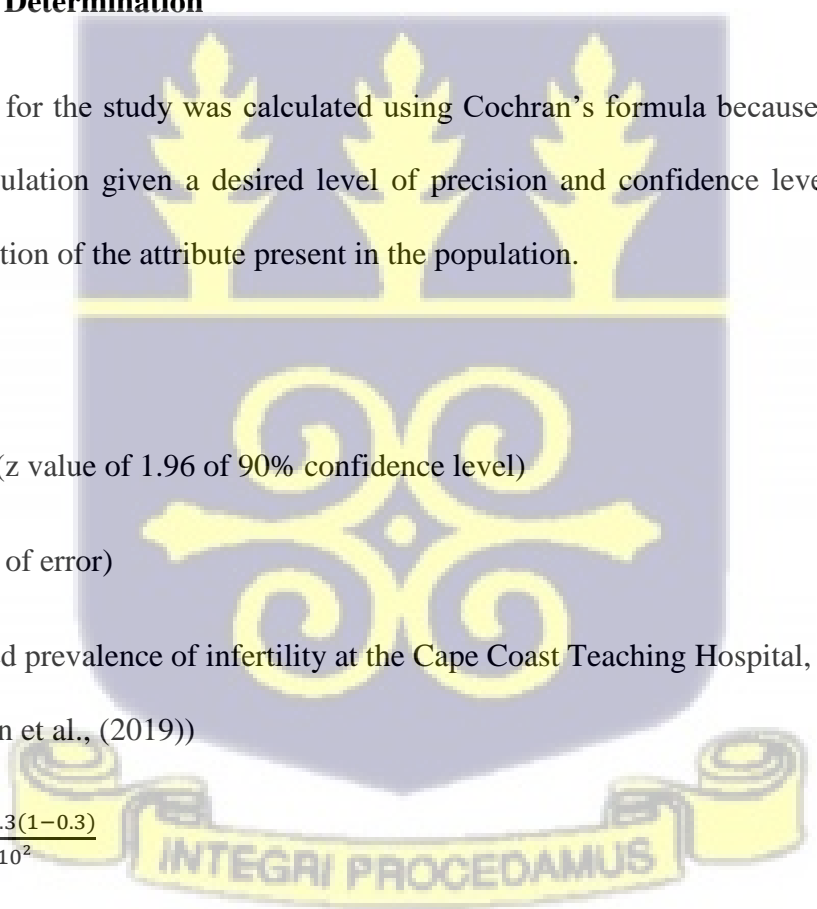 Determination
for the study was calculated using Cochran’s formula because
ulation given a desired level of precision and confidence leve
tion of the attribute present in the population.
(z value of 1.96 of 90% confidence level)
of error)
d prevalence of infertility at the Cape Coast Teaching Hospital,
n et al., (2019))
.3(1−0.3)
10²
INTEGRI PROCEDAMUS